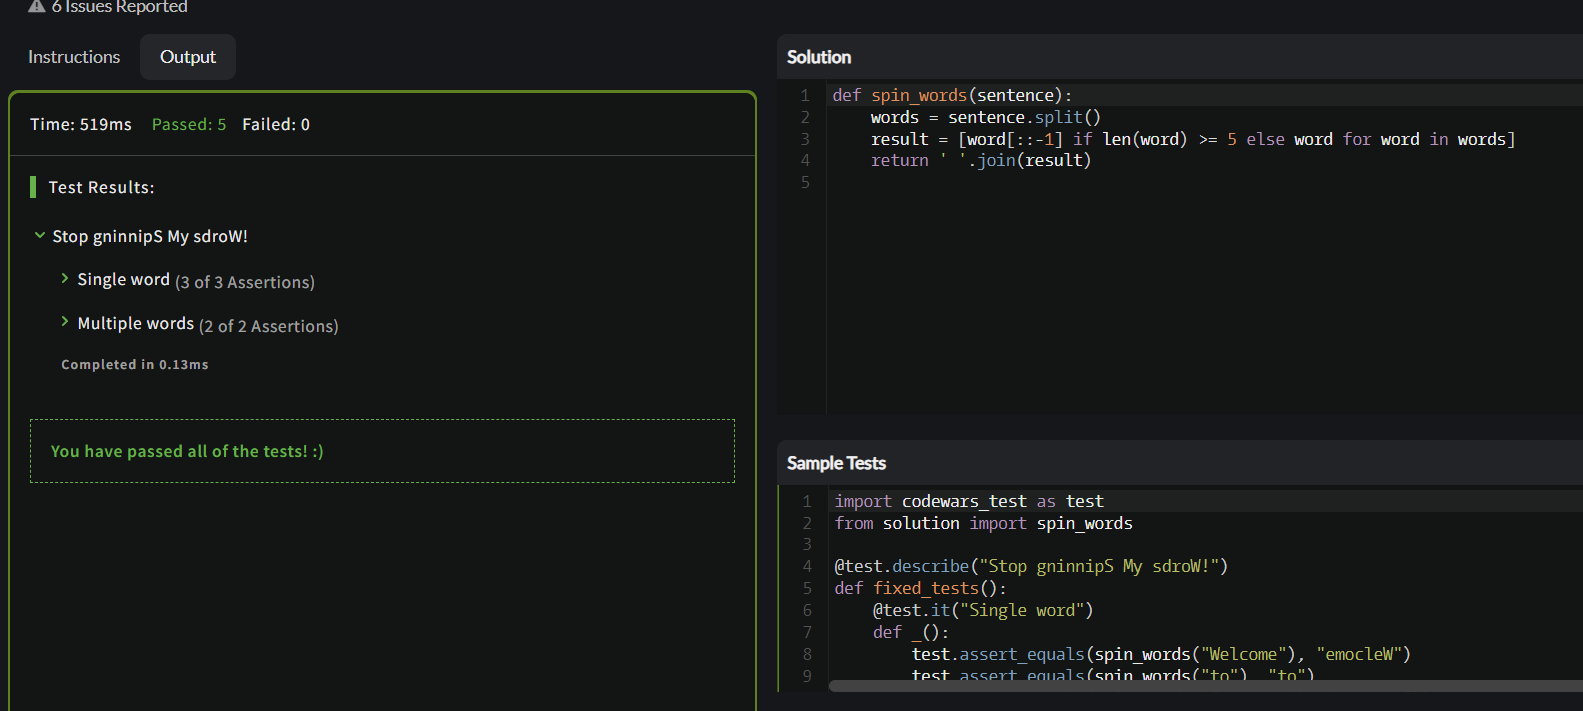 6 Issues Reported
Instructions
Output
Time: 519ms Passed: 5 Failed: 0
Test Results:
Stop gninnipS My sdroW!
Single word (3 of 3 Assertions)
Multiple words (2 of 2 Assertions)
Completed in 0.13ms
You have passed all of the tests! :)
Solution
1 def spin_words(sentence):
2     words = sentence.split()
3     result = [word[::-1] if len(word) >= 5 else word for word in words]
4     return ' '.join(result)
5
Sample Tests
1 import codewars_test as test
2 from solution import spin_words
3
4 @test.describe("Stop gninnipS My sdroW!")
5 def fixed_tests():
6     @test.it("Single word")
7     def _():
8         test.assert_equals(spin_words("Welcome"), "emocleW")
9         test.assert_equals(spin_words("to"), "to")